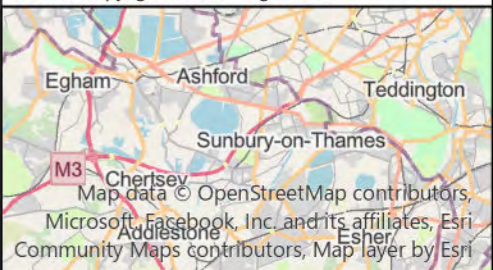 Egham
Ashford
Teddington
Sunbury-on-Thames
M3
Chertsey
Map data © OpenStreetMap contributors,
Microsoft, Facebook, Inc. and its affiliates, Esri
Addlestone
Esher
Community Maps contributors, Map layer by Esri